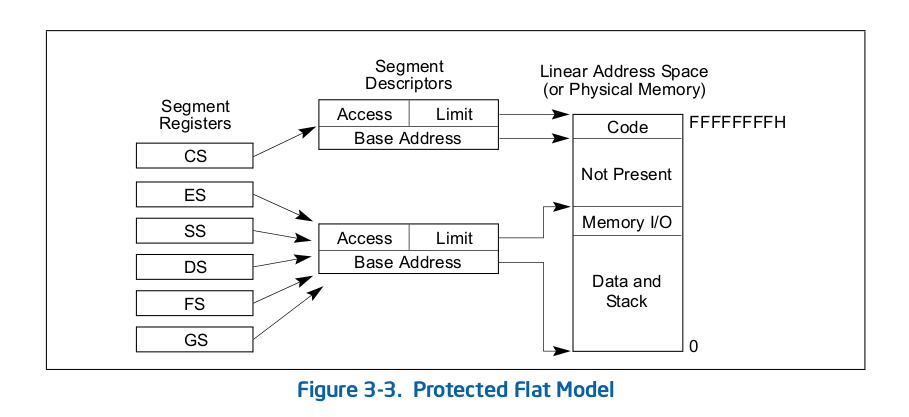 Segment
Descriptors
Linear Address Space
(or Physical Memory)
Segment
Registers
Access Limit
Base Address
Code
FFFFFFFFH
CS
Not Present
ES
SS
DS
FS
GS
Access Limit
Base Address
Memory I/O
Data and
Stack
0
Figure 3-3. Protected Flat Model